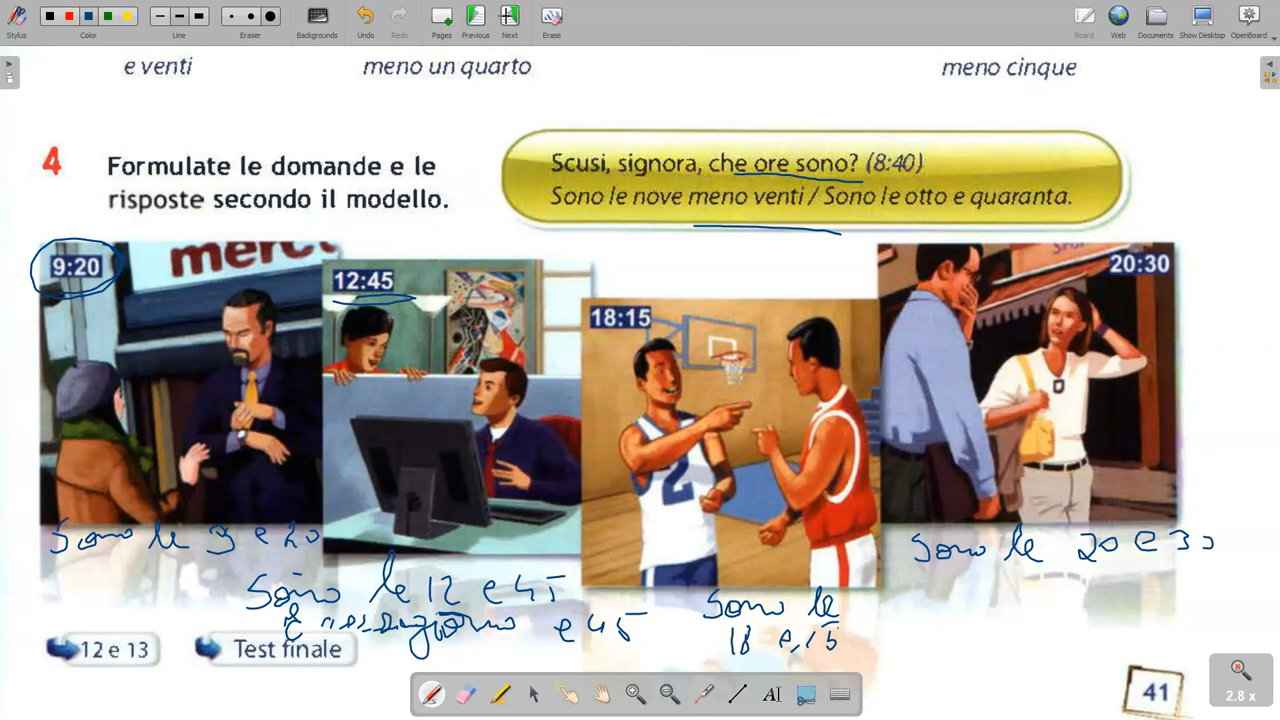 Stylus
Color
Line
Eraser
Backgrounds
Undo
Redo
Pages
Previous
Next
Erase
Board
Web
Documents
Show Desktop
OpenBoard
e venti
meno un quarto
meno cinque
4
Formulate le domande e le
risposte secondo il modello.
Scusi, signora, che ore sono? (8:40)
Sono le nove meno venti / Sono le otto e quaranta.
9:20
12:45
18:15
20:30
2
Sono le 9 e 20
Sono le 12 e 45
È mezzogiorno e 45
Sono le
18 e 15
Sono le 20 e 30
12 e 13
Test finale
41
2.8 x